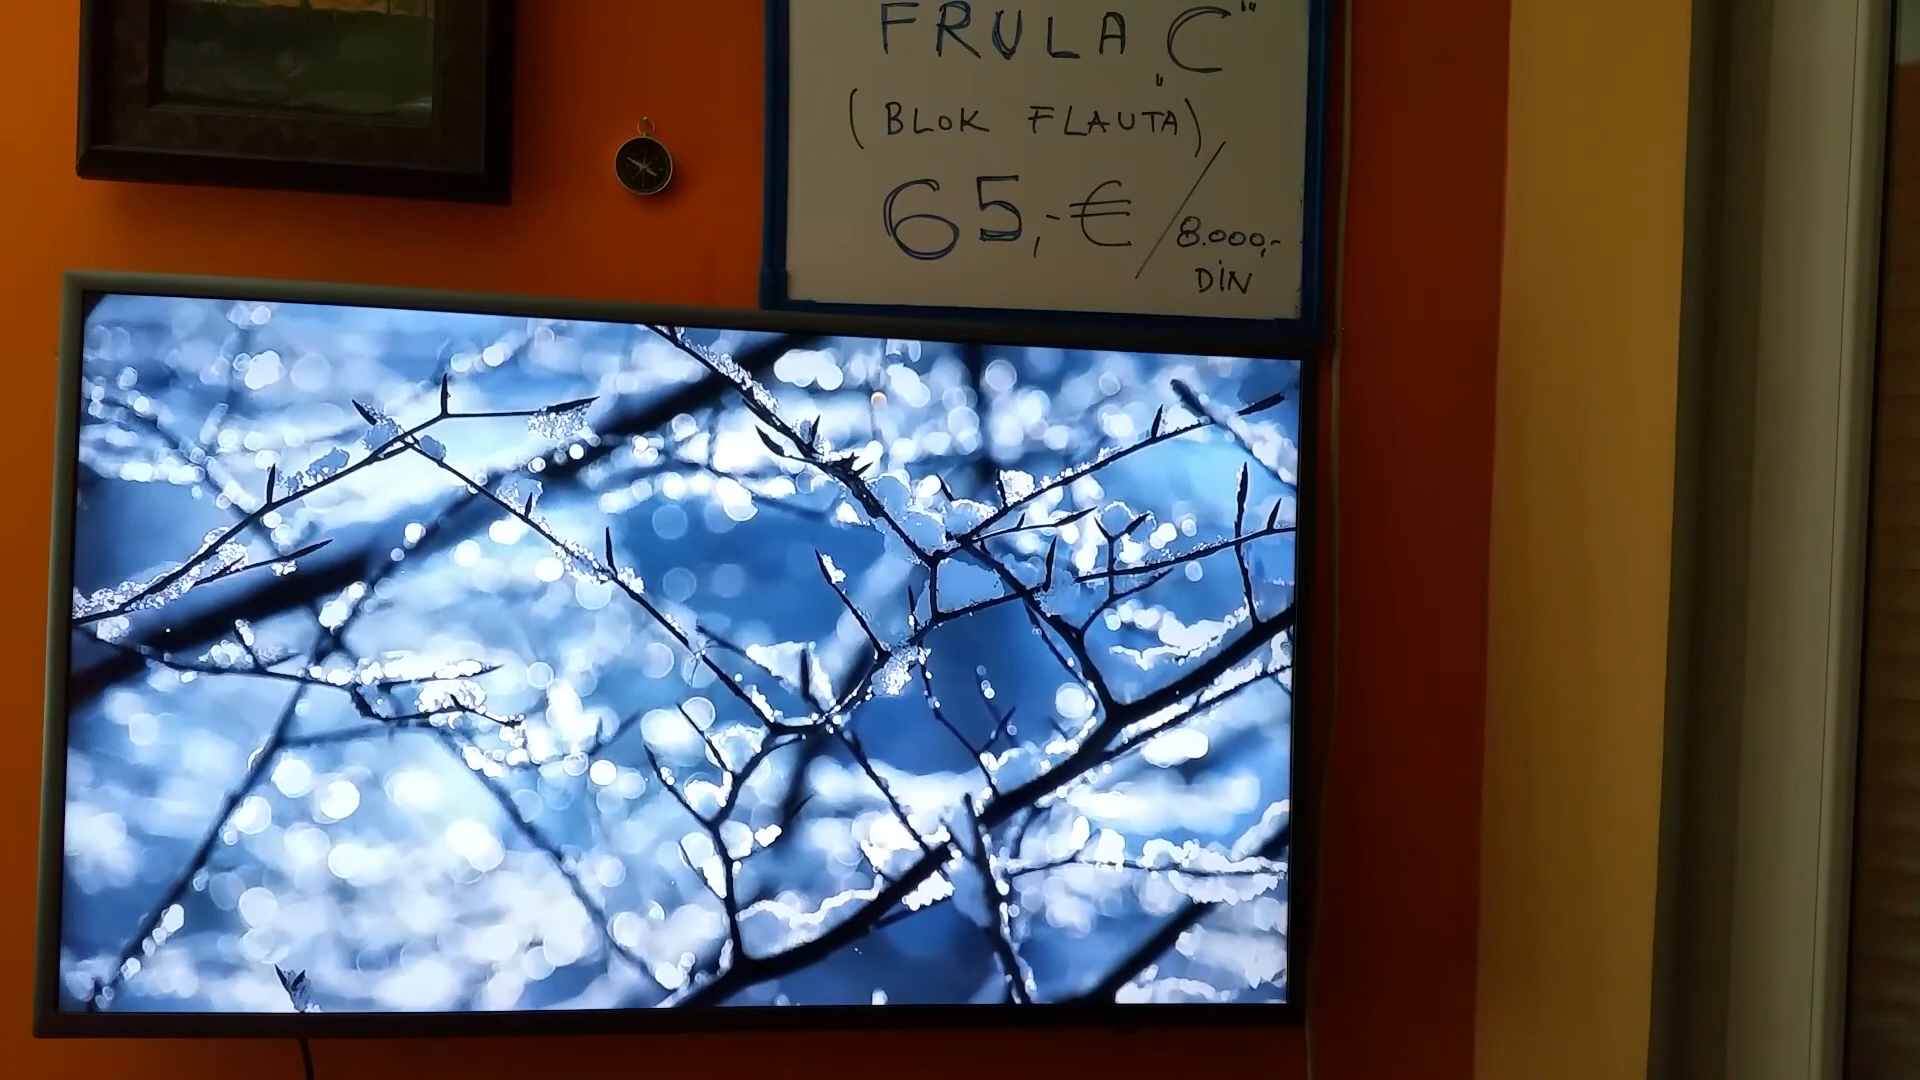 FRULA „C"
(BLOK FLAUTA)
65,-€/8.000,-
DIN